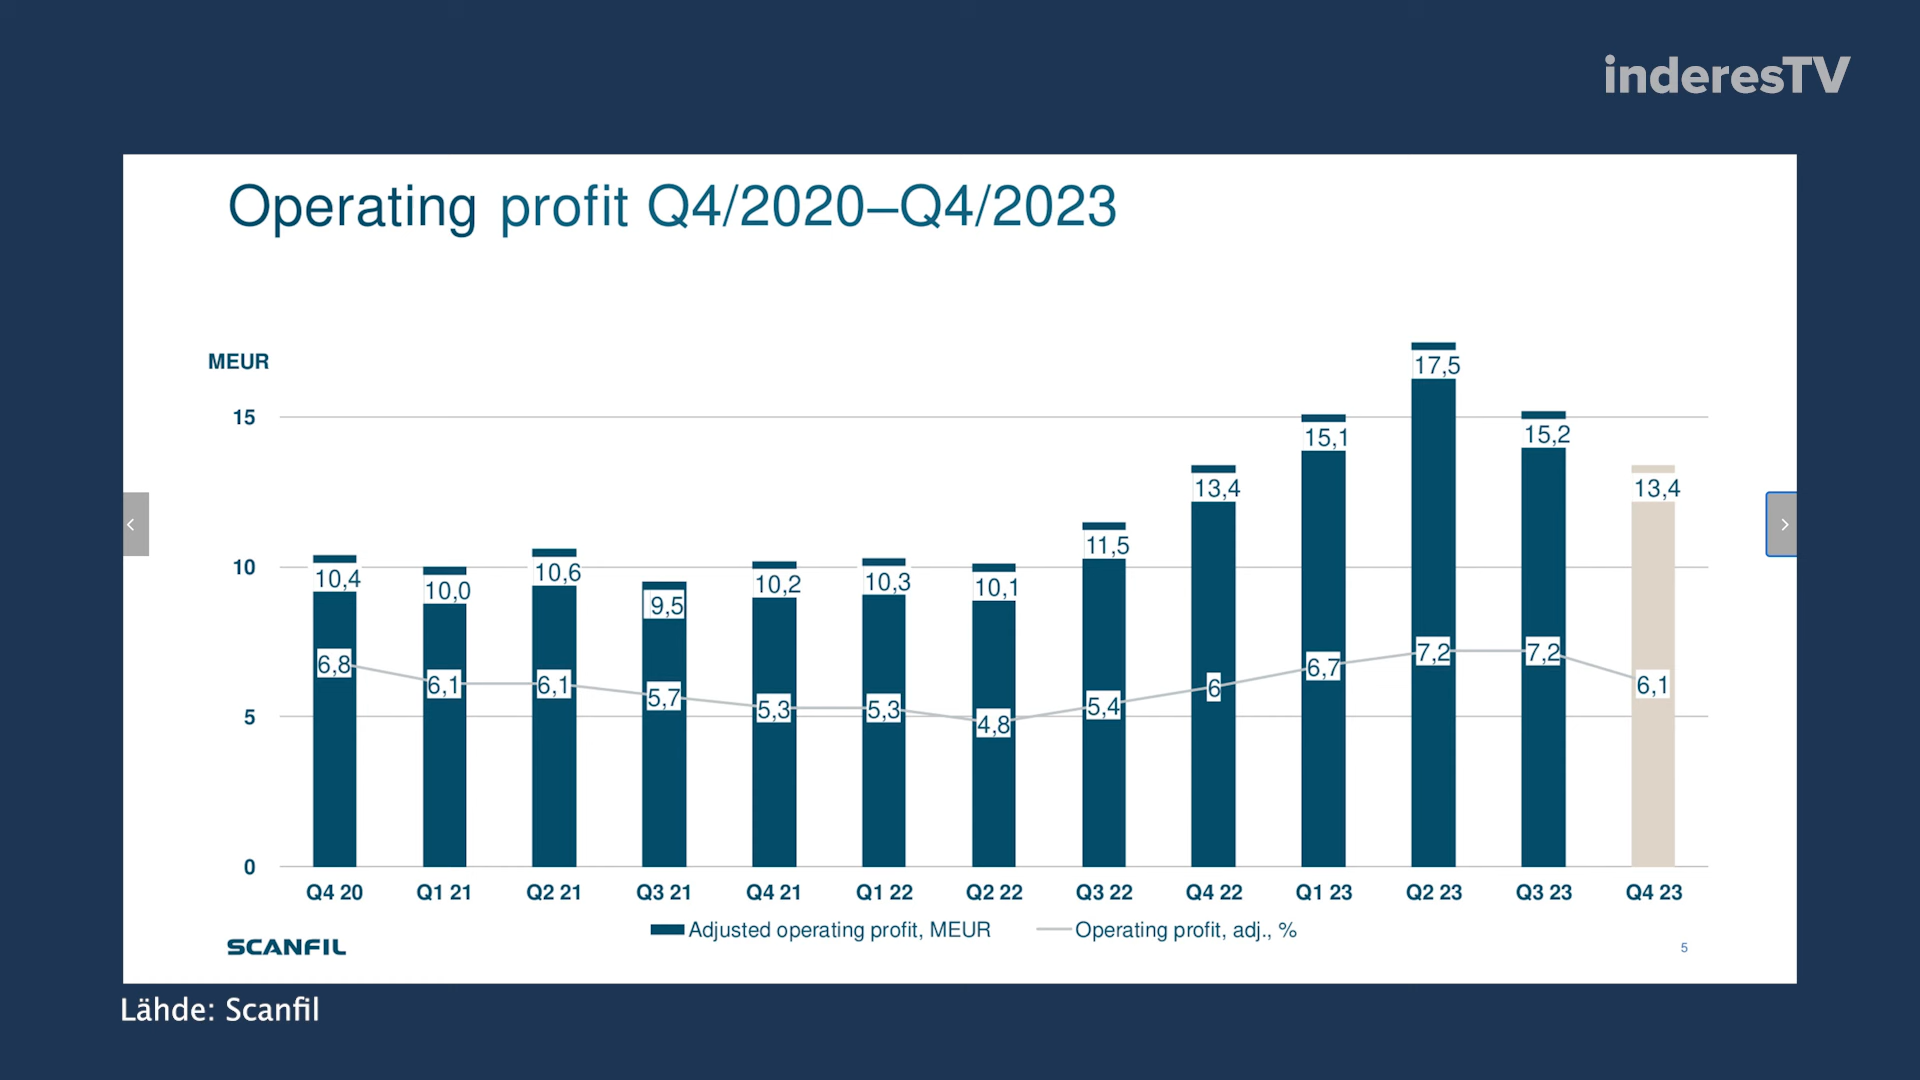 inderesTV
Operating profit Q4/2020–Q4/2023
MEUR
15
10
5
0
10,4 10,0 10,6 9,5 10,2 10,3 10,1 11,5 13,4 15,1 17,5 15,2 13,4
6,8 6,1 6,1 5,7 5,3 5,3 4,8 5,4 6 6,7 7,2 7,2 6,1
Q4 20 Q1 21 Q2 21 Q3 21 Q4 21 Q1 22 Q2 22 Q3 22 Q4 22 Q1 23 Q2 23 Q3 23 Q4 23
Adjusted operating profit, MEUR Operating profit, adj., %
SCANFIL
5
Lähde: Scanfil